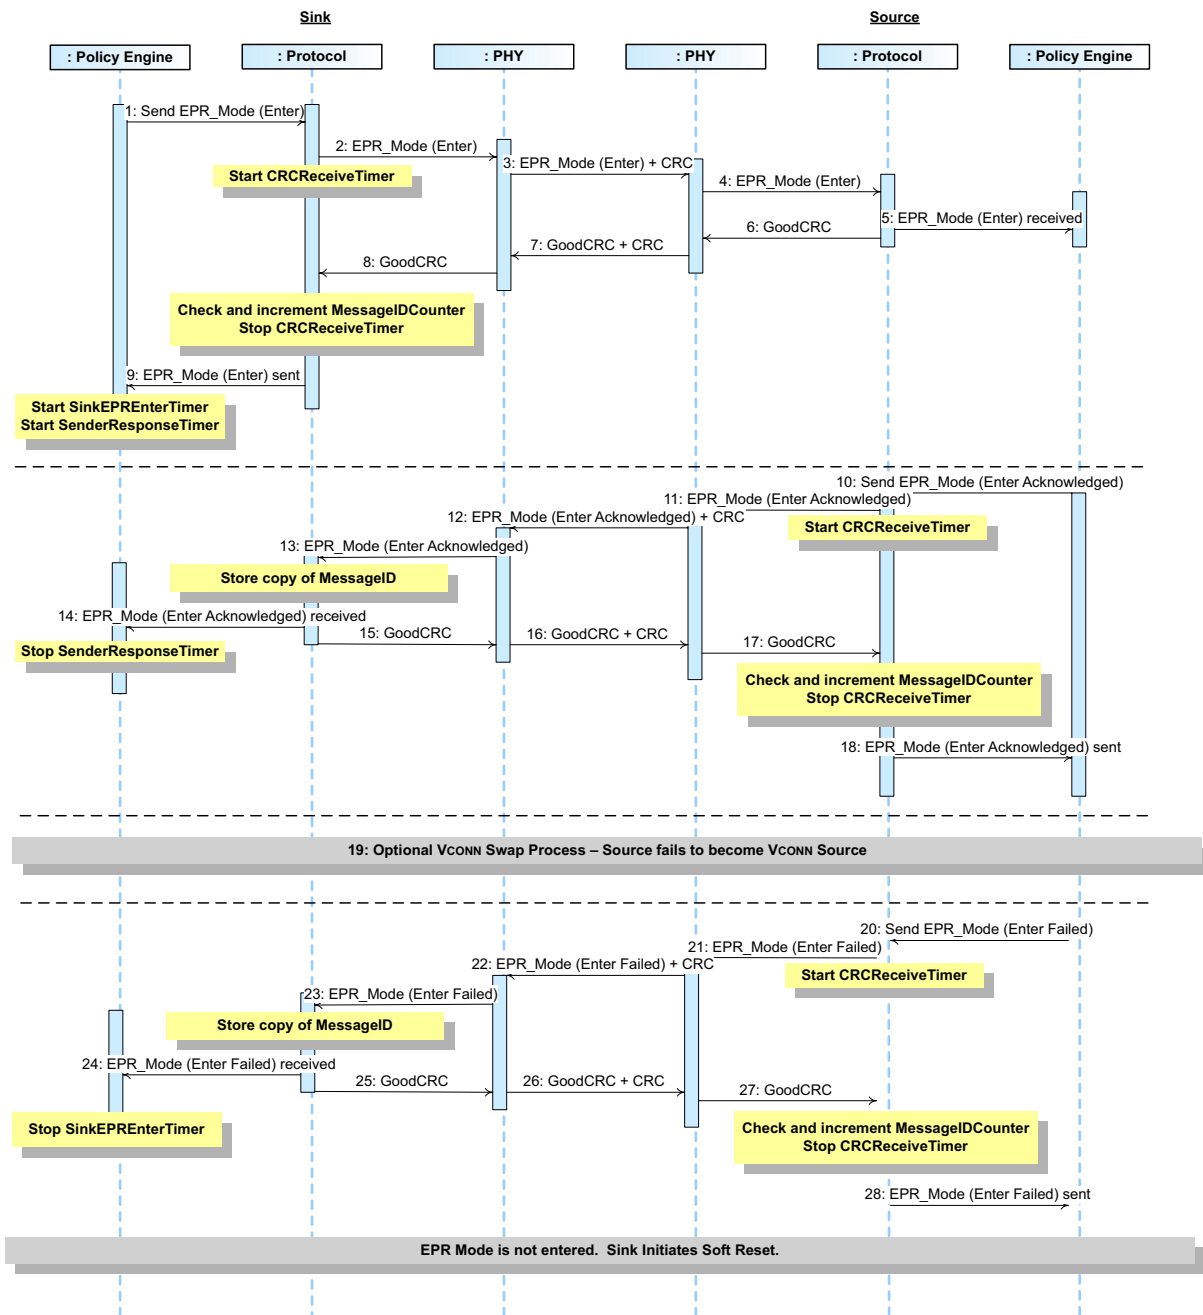 Sink
Source
: Policy Engine
: Protocol
: PHY
: PHY
: Protocol
: Policy Engine
1: Send EPR_Mode (Enter)
2: EPR_Mode (Enter)
3: EPR_Mode (Enter) + CRC
Start CRCReceiveTimer
4: EPR_Mode (Enter)
5: EPR_Mode (Enter) received
6: GoodCRC
7: GoodCRC + CRC
8: GoodCRC
Check and increment MessageIDCounter
Stop CRCReceiveTimer
9: EPR_Mode (Enter) sent
Start SinkEPREnterTimer
Start SenderResponseTimer
10: Send EPR_Mode (Enter Acknowledged)
11: EPR_Mode (Enter Acknowledged)
12: EPR_Mode (Enter Acknowledged) + CRC
Start CRCReceiveTimer
13: EPR_Mode (Enter Acknowledged)
Store copy of MessageID
14: EPR_Mode (Enter Acknowledged) received
15: GoodCRC
16: GoodCRC + CRC
17: GoodCRC
Stop SenderResponseTimer
Check and increment MessageIDCounter
Stop CRCReceiveTimer
18: EPR_Mode (Enter Acknowledged) sent
19: Optional VCONN Swap Process – Source fails to become VCONN Source
20: Send EPR_Mode (Enter Failed)
21: EPR_Mode (Enter Failed)
22: EPR_Mode (Enter Failed) + CRC
Start CRCReceiveTimer
23: EPR_Mode (Enter Failed)
Store copy of MessageID
24: EPR_Mode (Enter Failed) received
25: GoodCRC
26: GoodCRC + CRC
27: GoodCRC
Stop SinkEPREnterTimer
Check and increment MessageIDCounter
Stop CRCReceiveTimer
28: EPR_Mode (Enter Failed) sent
EPR Mode is not entered.  Sink Initiates Soft Reset.